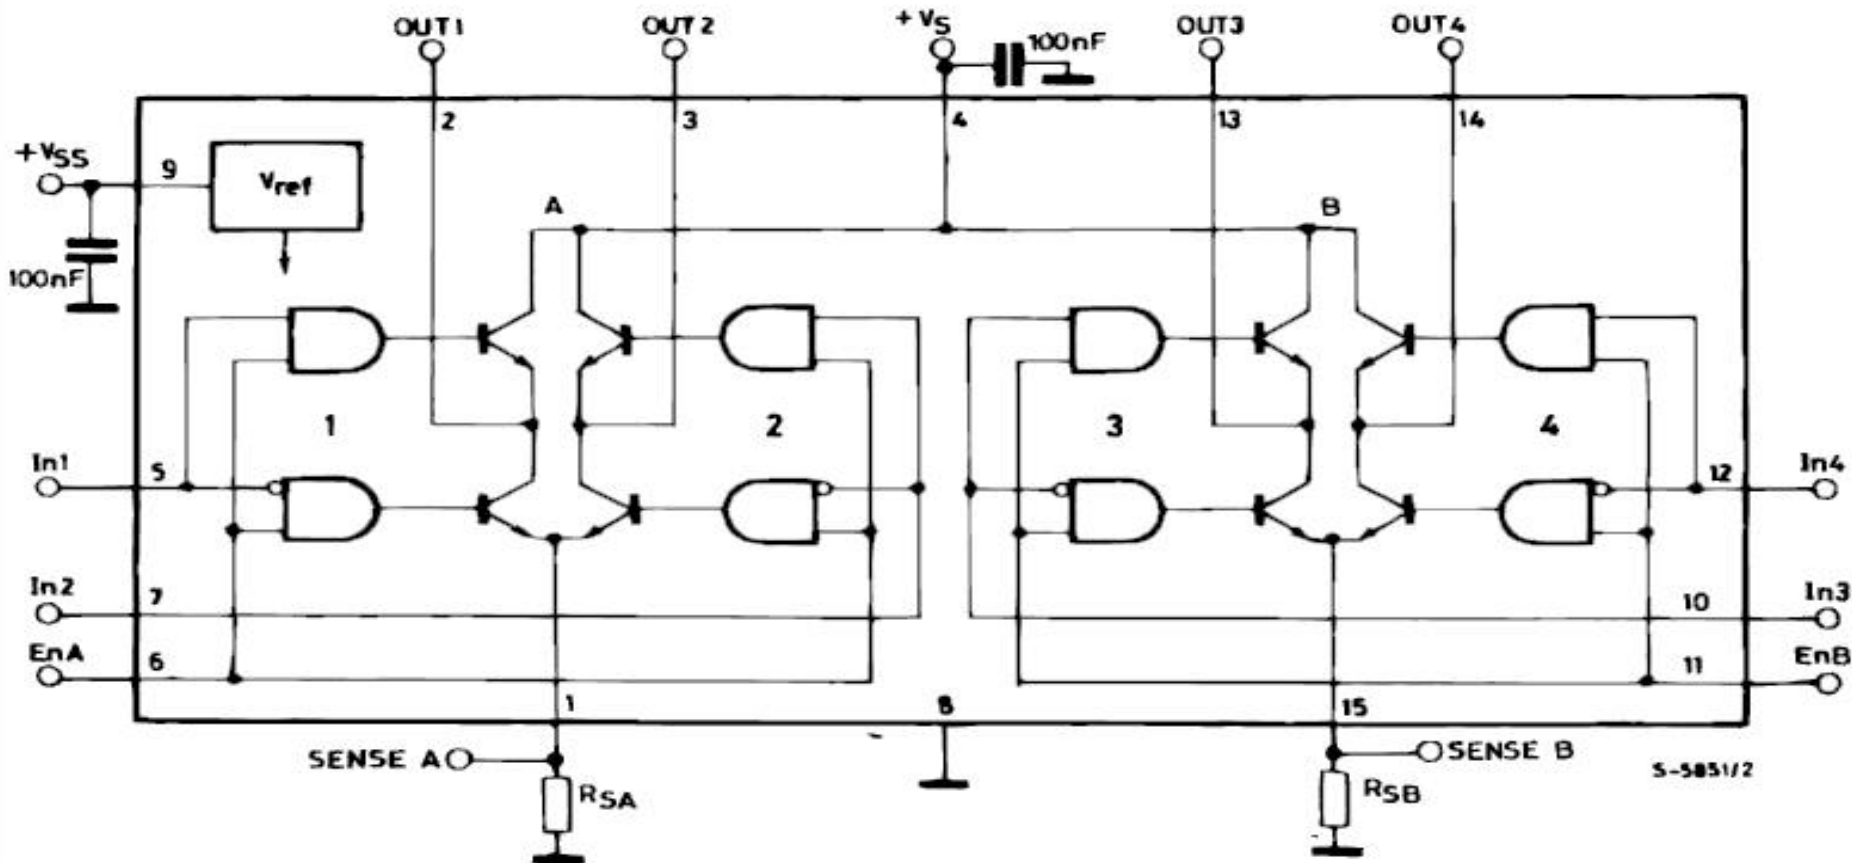 OUT1 OUT2 +VS 100nF OUT3 OUT4
2 3 4 13 14
+VSS 9 Vref
A B
100nF
1 2 3 4
In1 5 12 In4
In2 7 10 In3
EnA 6 11 EnB
1 8 15
SENSE A SENSE B
S-5851/2
RSA RSB